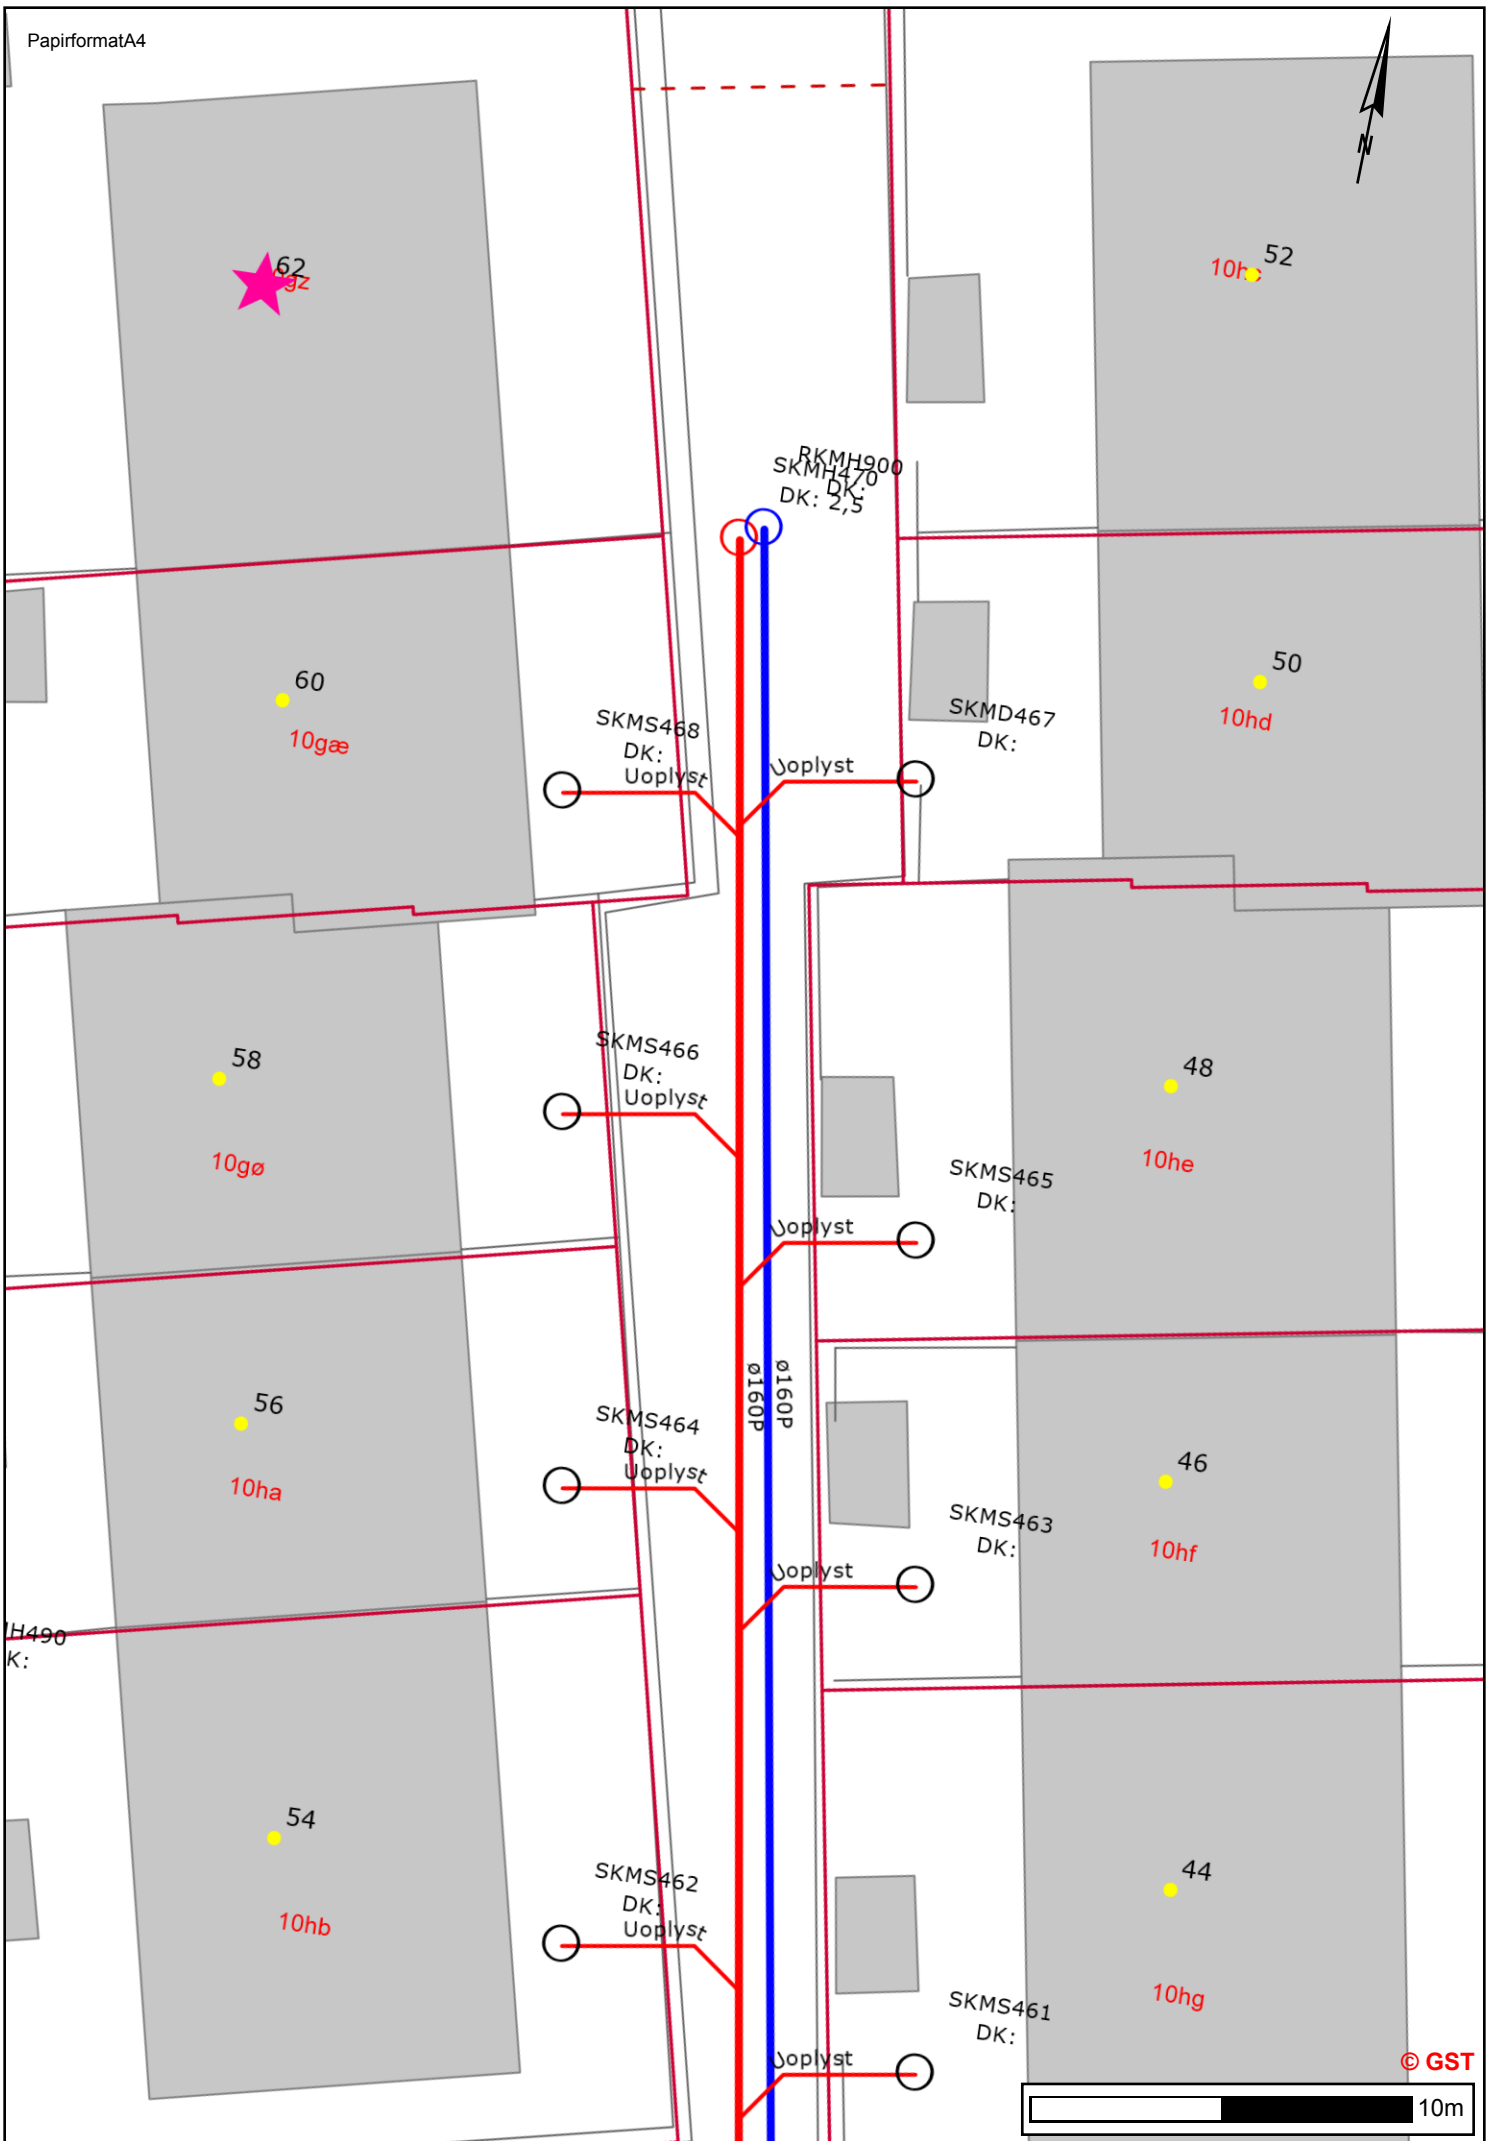 PapirformatA4
N
62
52
RKMH900
SKMH470
DK:
DK: 2,5
60
10gæ
50
10hd
SKMS468
DK:
Uoplyst
SKMD467
DK:
Uoplyst
58
10gø
48
10he
SKMS466
DK:
Uoplyst
SKMS465
DK:
Uoplyst
ø160P
ø160P
56
10ha
46
10hf
SKMS464
DK:
Uoplyst
SKMS463
DK:
Uoplyst
H490
K:
54
10hb
44
10hg
SKMS462
DK:
Uoplyst
SKMS461
DK:
Uoplyst
© GST
10m